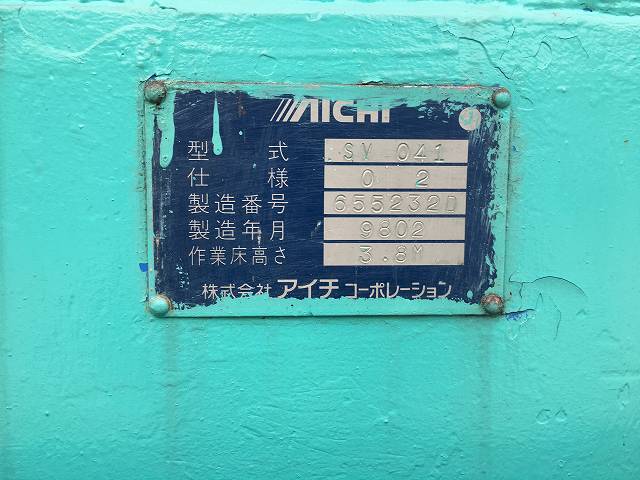 AICHI
型式 SV 041
仕様 0 2
製造番号 655232D
製造年月 9802
作業床高さ 3.8M
株式会社 アイチ コーポレーション